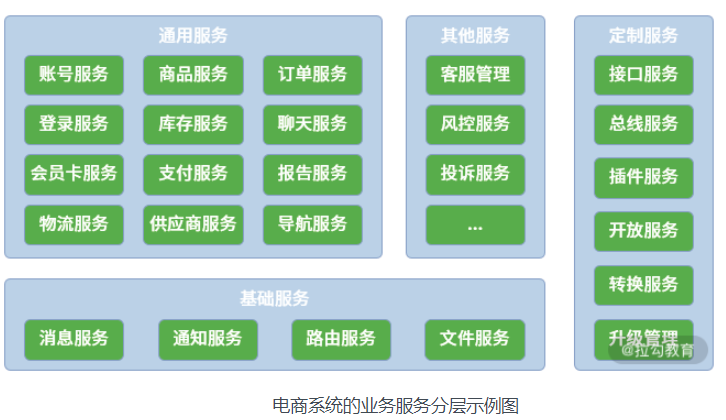 通用服务
账号服务
商品服务
订单服务
登录服务
库存服务
聊天服务
会员卡服务
支付服务
报告服务
物流服务
供应商服务
导航服务
其他服务
客服管理
风控服务
投诉服务
...
定制服务
接口服务
总线服务
插件服务
开放服务
转换服务
升级管理
@拉勾教育
基础服务
消息服务
通知服务
路由服务
文件服务
电商系统的业务服务分层示例图